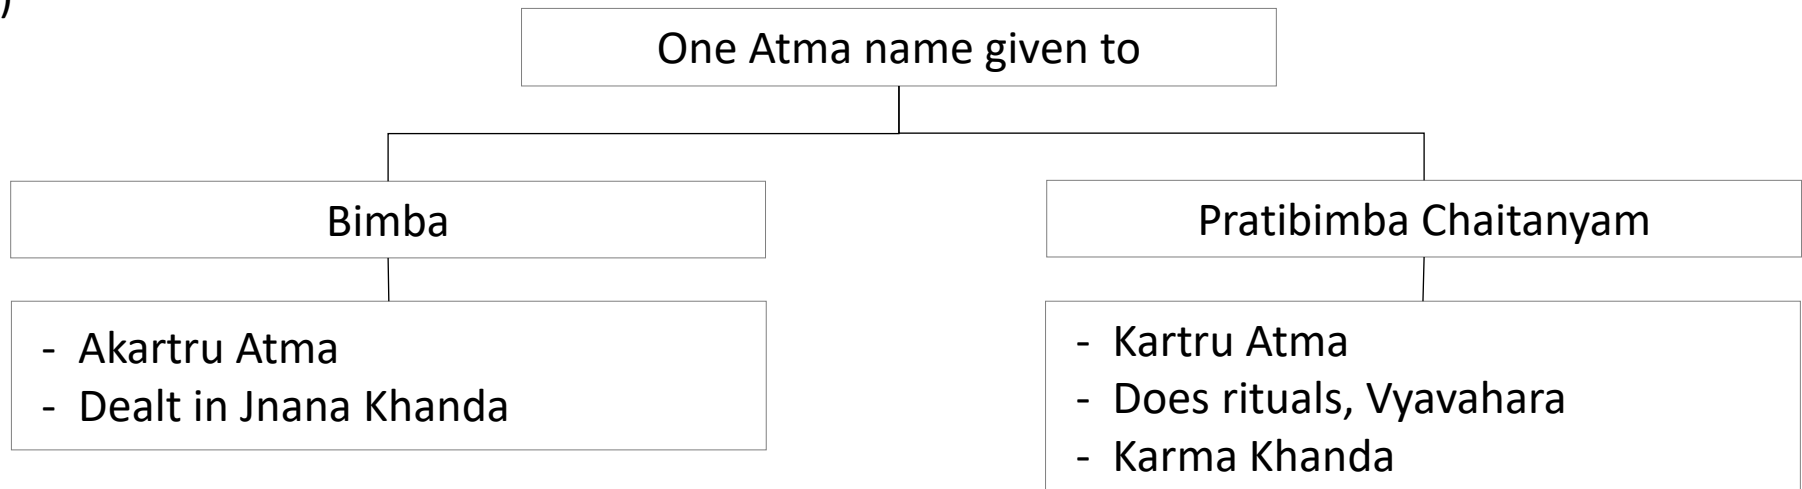 )
One Atma name given to
Bimba
Pratibimba Chaitanyam
- Akartru Atma
- Dealt in Jnana Khanda
- Kartru Atma
- Does rituals, Vyavahara
- Karma Khanda